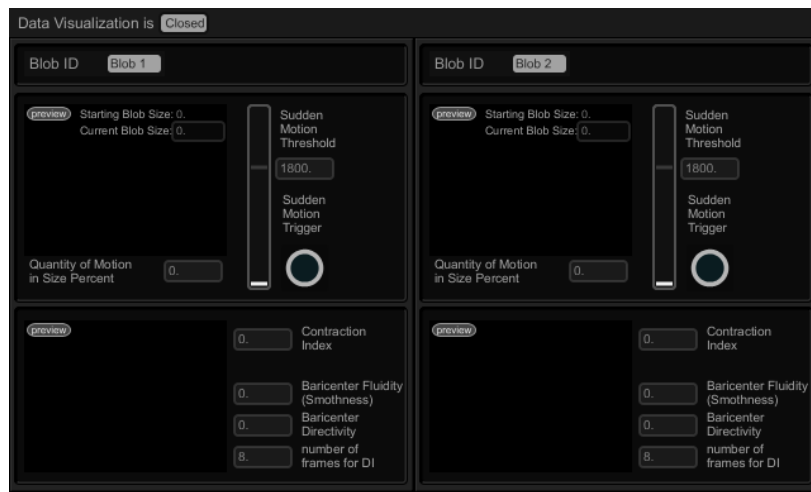 Data Visualization is Closed
Blob ID Blob 1
preview Starting Blob Size: 0.
Current Blob Size: 0.
Sudden
Motion
Threshold
1800.
Sudden
Motion
Trigger
Quantity of Motion
in Size Percent
0.
preview
0. Contraction
Index
0. Baricenter Fluidity
(Smothness)
0. Baricenter
Directivity
8. number of
frames for DI
Blob ID Blob 2
preview Starting Blob Size: 0.
Current Blob Size: 0.
Sudden
Motion
Threshold
1800.
Sudden
Motion
Trigger
Quantity of Motion
in Size Percent
0.
preview
0. Contraction
Index
0. Baricenter Fluidity
(Smothness)
0. Baricenter
Directivity
8. number of
frames for DI